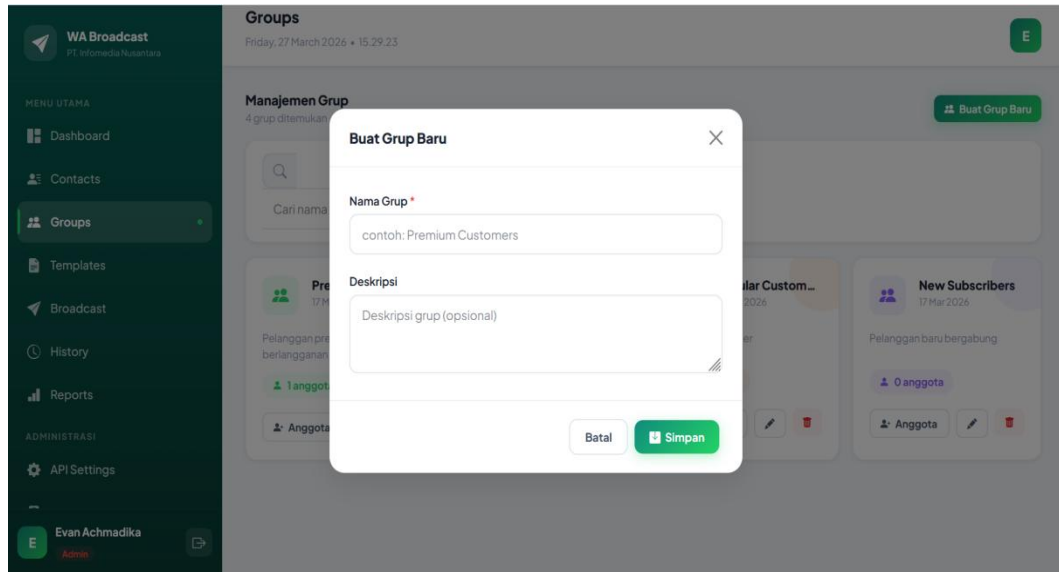 WA Broadcast
PT. Infomedia Nusantara
MENU UTAMA
Dashboard
Contacts
Groups
Templates
Broadcast
History
Reports
ADMINISTRASI
API Settings
E
Evan Achmadika
Admin
Groups
Friday, 27 March 2026 • 15.29.23
E
Manajemen Grup
4 grup ditemukan
Buat Grup Baru
Cari nama
Buat Grup Baru
Nama Grup *
contoh: Premium Customers
Deskripsi
Deskripsi grup (opsional)
Batal
Simpan
Pre
17 M
Pelanggan pre
berlangganan
1 anggota
Anggota
ular Custom...
2026
er
New Subscribers
17 Mar 2026
Pelanggan baru bergabung
0 anggota
Anggota